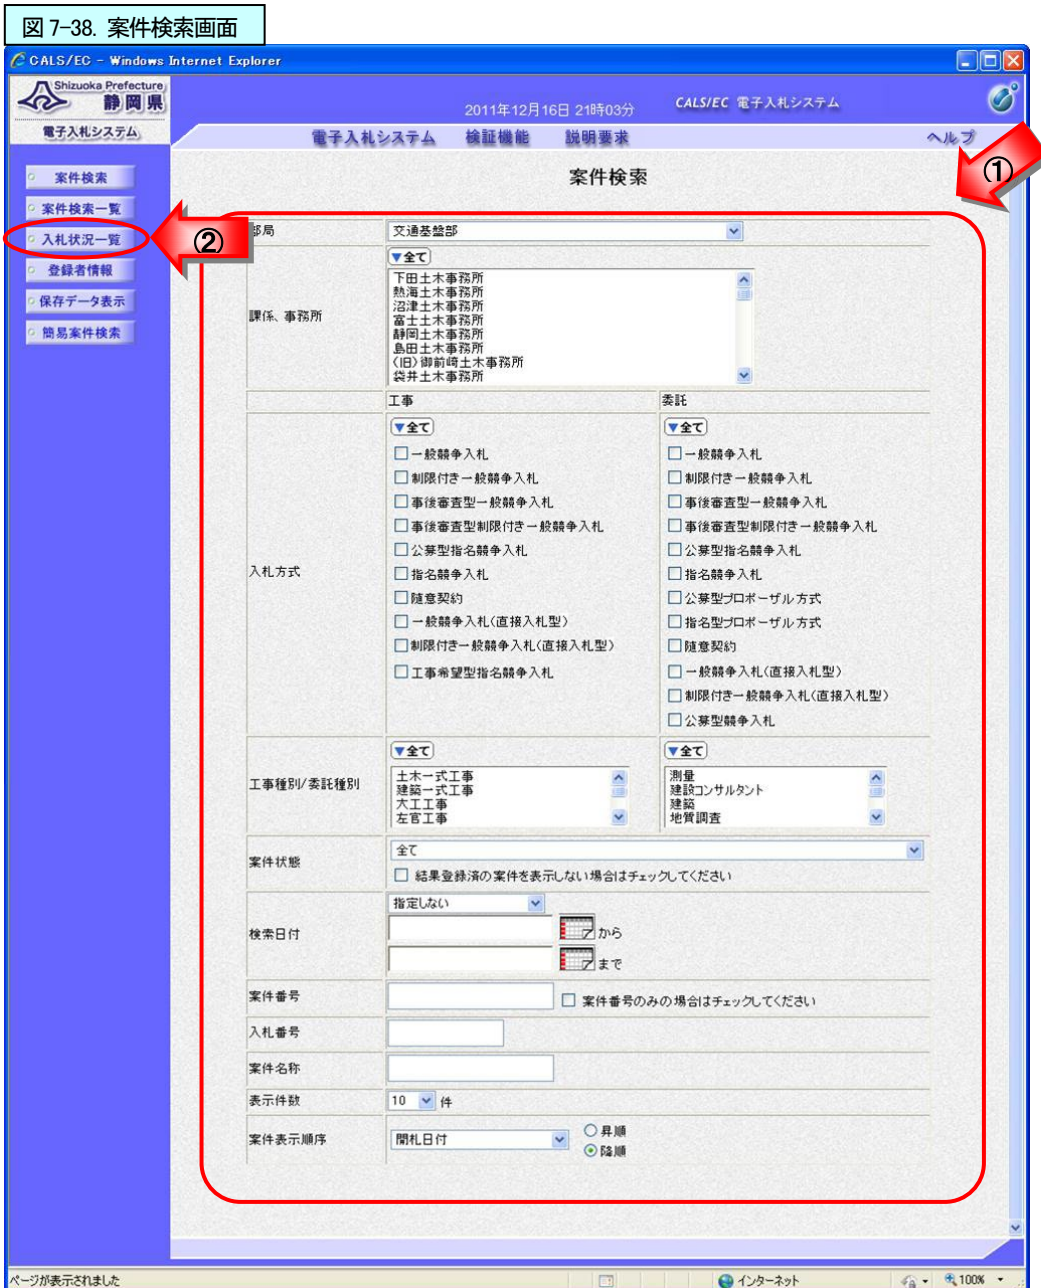 図 7-38. 案件検索画面
CALS/EC - Windows Internet Explorer
Shizuoka Prefecture
静岡県
電子入札システム
2011年12月16日 21時03分
CALS/EC 電子入札システム
電子入札システム 検証機能 説明要求 ヘルプ
①
②
案件検索
案件検索一覧
入札状況一覧
登録者情報
保存データ表示
簡易案件検索
案件検索
部局 交通基盤部
▼全て
課係、事務所
下田土木事務所
熱海土木事務所
沼津土木事務所
富士土木事務所
静岡土木事務所
島田土木事務所
(旧)御前崎土木事務所
袋井土木事務所
工事 委託
入札方式
▼全て
一般競争入札
制限付き一般競争入札
事後審査型一般競争入札
事後審査型制限付き一般競争入札
公募型指名競争入札
指名競争入札
随意契約
一般競争入札(直接入札型)
制限付き一般競争入札(直接入札型)
工事希望型指名競争入札
▼全て
一般競争入札
制限付き一般競争入札
事後審査型一般競争入札
事後審査型制限付き一般競争入札
公募型指名競争入札
指名競争入札
公募型プロポーザル方式
指名型プロポーザル方式
随意契約
一般競争入札(直接入札型)
制限付き一般競争入札(直接入札型)
公募型競争入札
工事種別/委託種別
▼全て
土木一式工事
建築一式工事
大工工事
左官工事
▼全て
測量
建設コンサルタント
建築
地質調査
案件状態
全て
結果登録済の案件を表示しない場合はチェックしてください
検索日付
指定しない
から
まで
案件番号 案件番号のみの場合はチェックしてください
入札番号
案件名称
表示件数 10 件
案件表示順序 開札日付
昇順
降順
ページが表示されました インターネット 100%